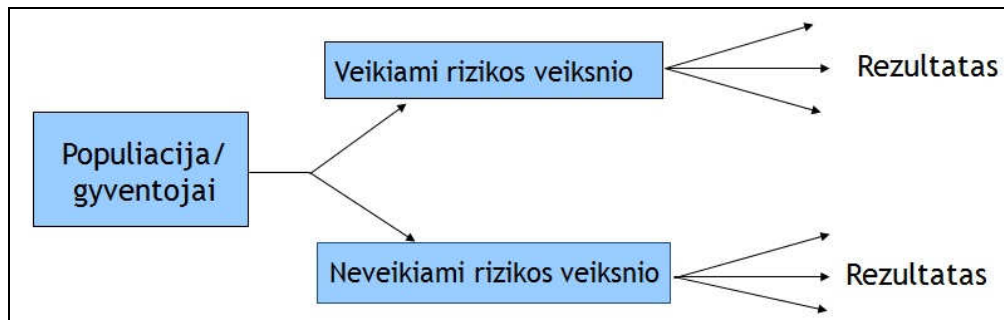 Veikiami rizikos veiksnio
Rezultatas
Populiacija/
gyventojai
Neveikiami rizikos veiksnio
Rezultatas